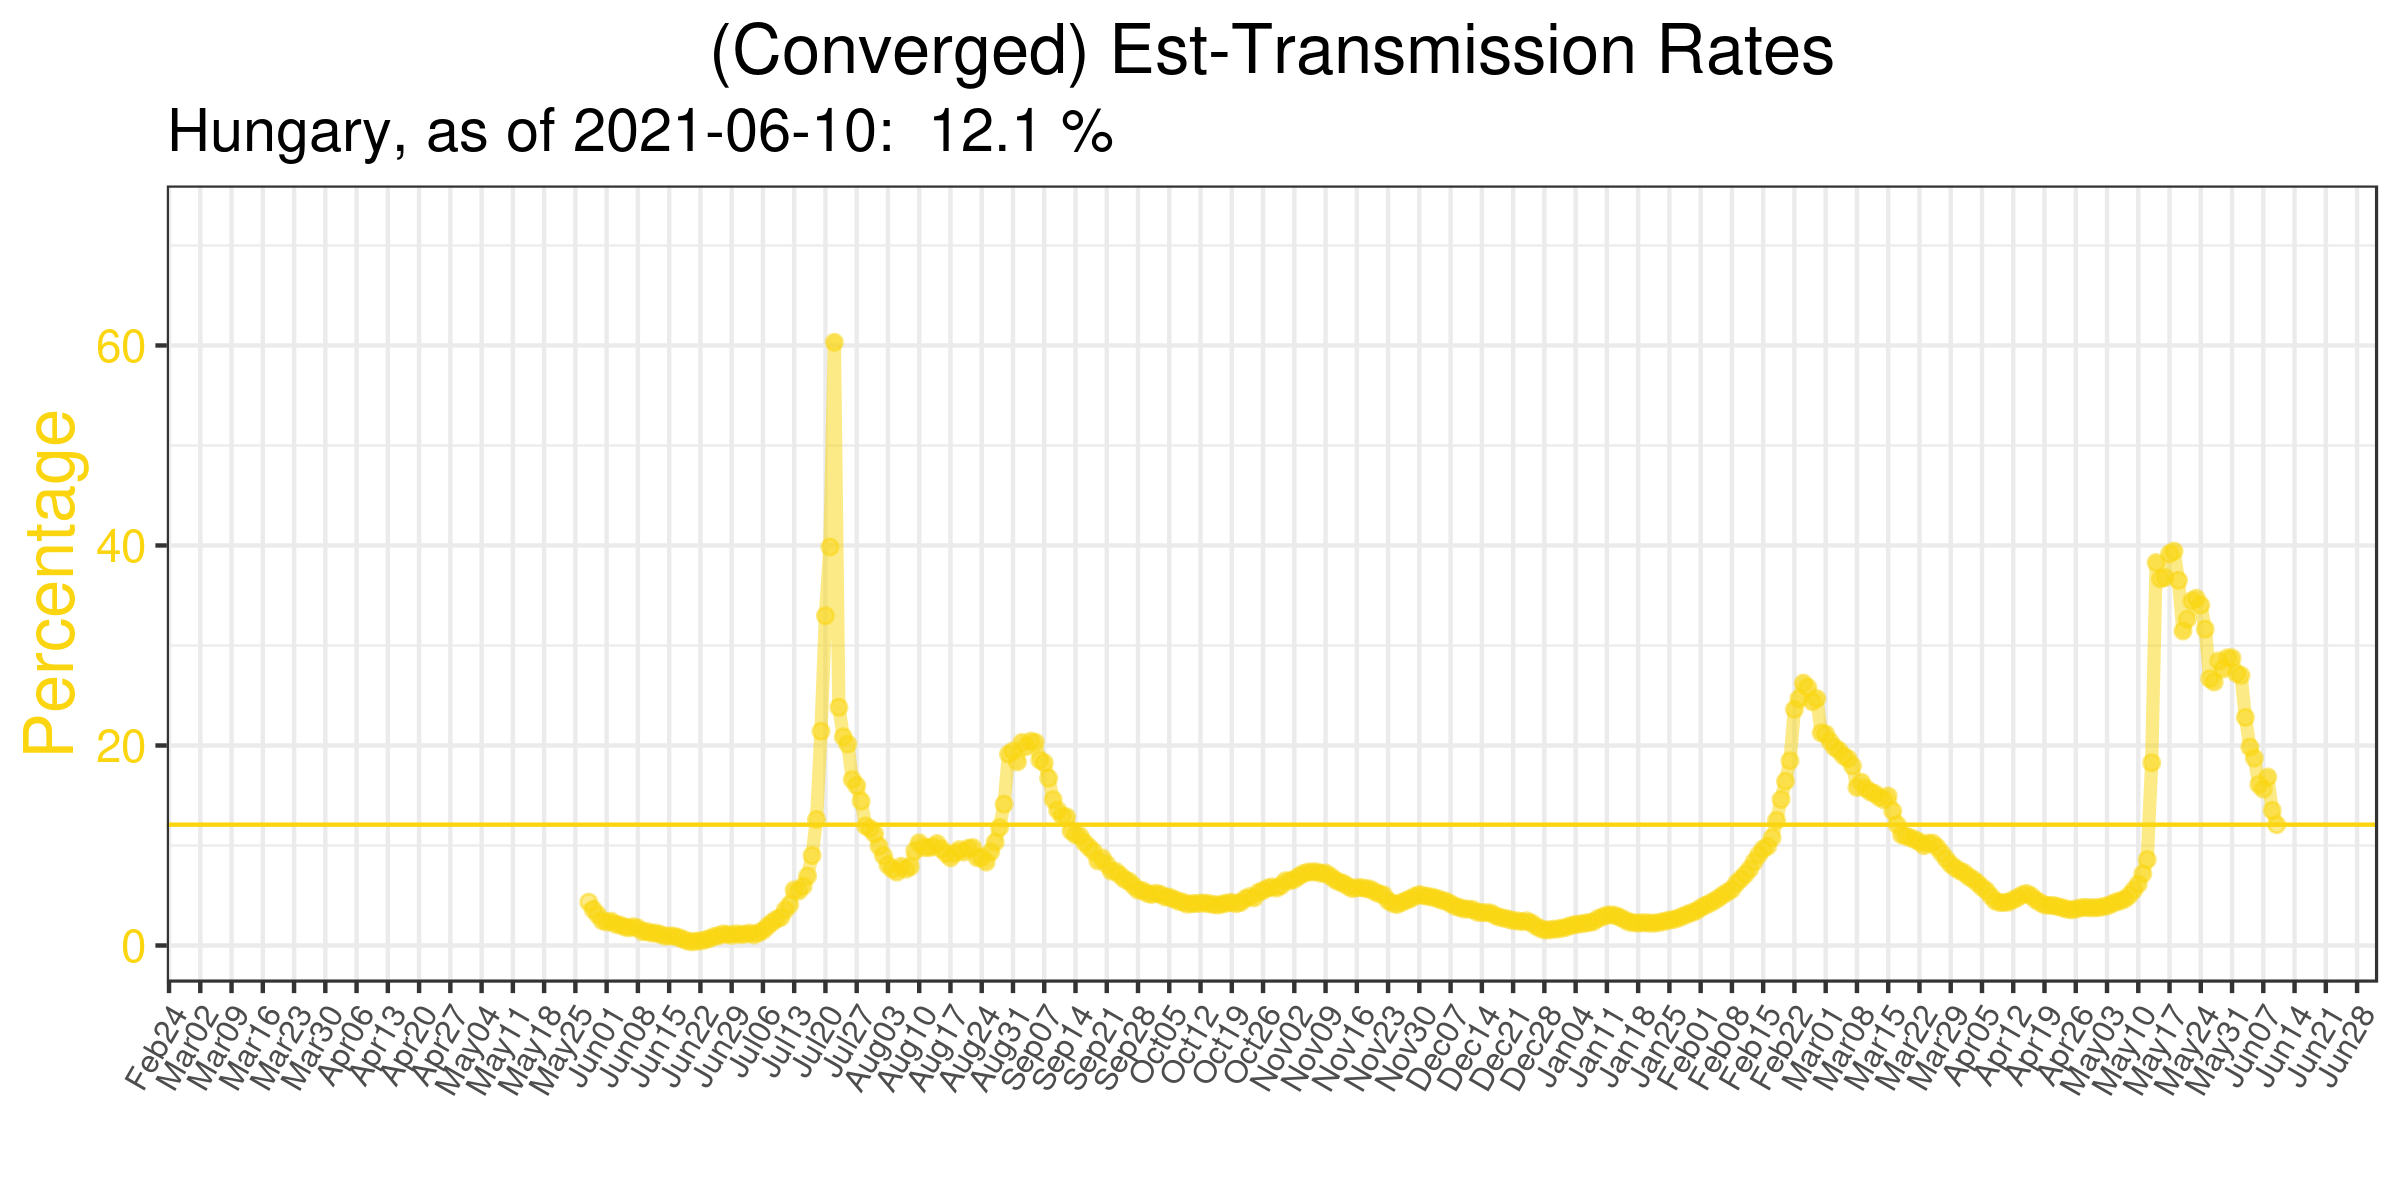 (Converged) Est-Transmission Rates
Hungary, as of 2021-06-10:  12.1 %
Percentage
60
40
20
0
Feb24
Mar02
Mar09
Mar16
Mar23
Mar30
Apr06
Apr13
Apr20
Apr27
May04
May11
May18
May25
Jun01
Jun08
Jun15
Jun22
Jun29
Jul06
Jul13
Jul20
Jul27
Aug03
Aug10
Aug17
Aug24
Aug31
Sep07
Sep14
Sep21
Sep28
Oct05
Oct12
Oct19
Oct26
Nov02
Nov09
Nov16
Nov23
Nov30
Dec07
Dec14
Dec21
Dec28
Jan04
Jan11
Jan18
Jan25
Feb01
Feb08
Feb15
Feb22
Mar01
Mar08
Mar15
Mar22
Mar29
Apr05
Apr12
Apr19
Apr26
May03
May10
May17
May24
May31
Jun07
Jun14
Jun21
Jun28